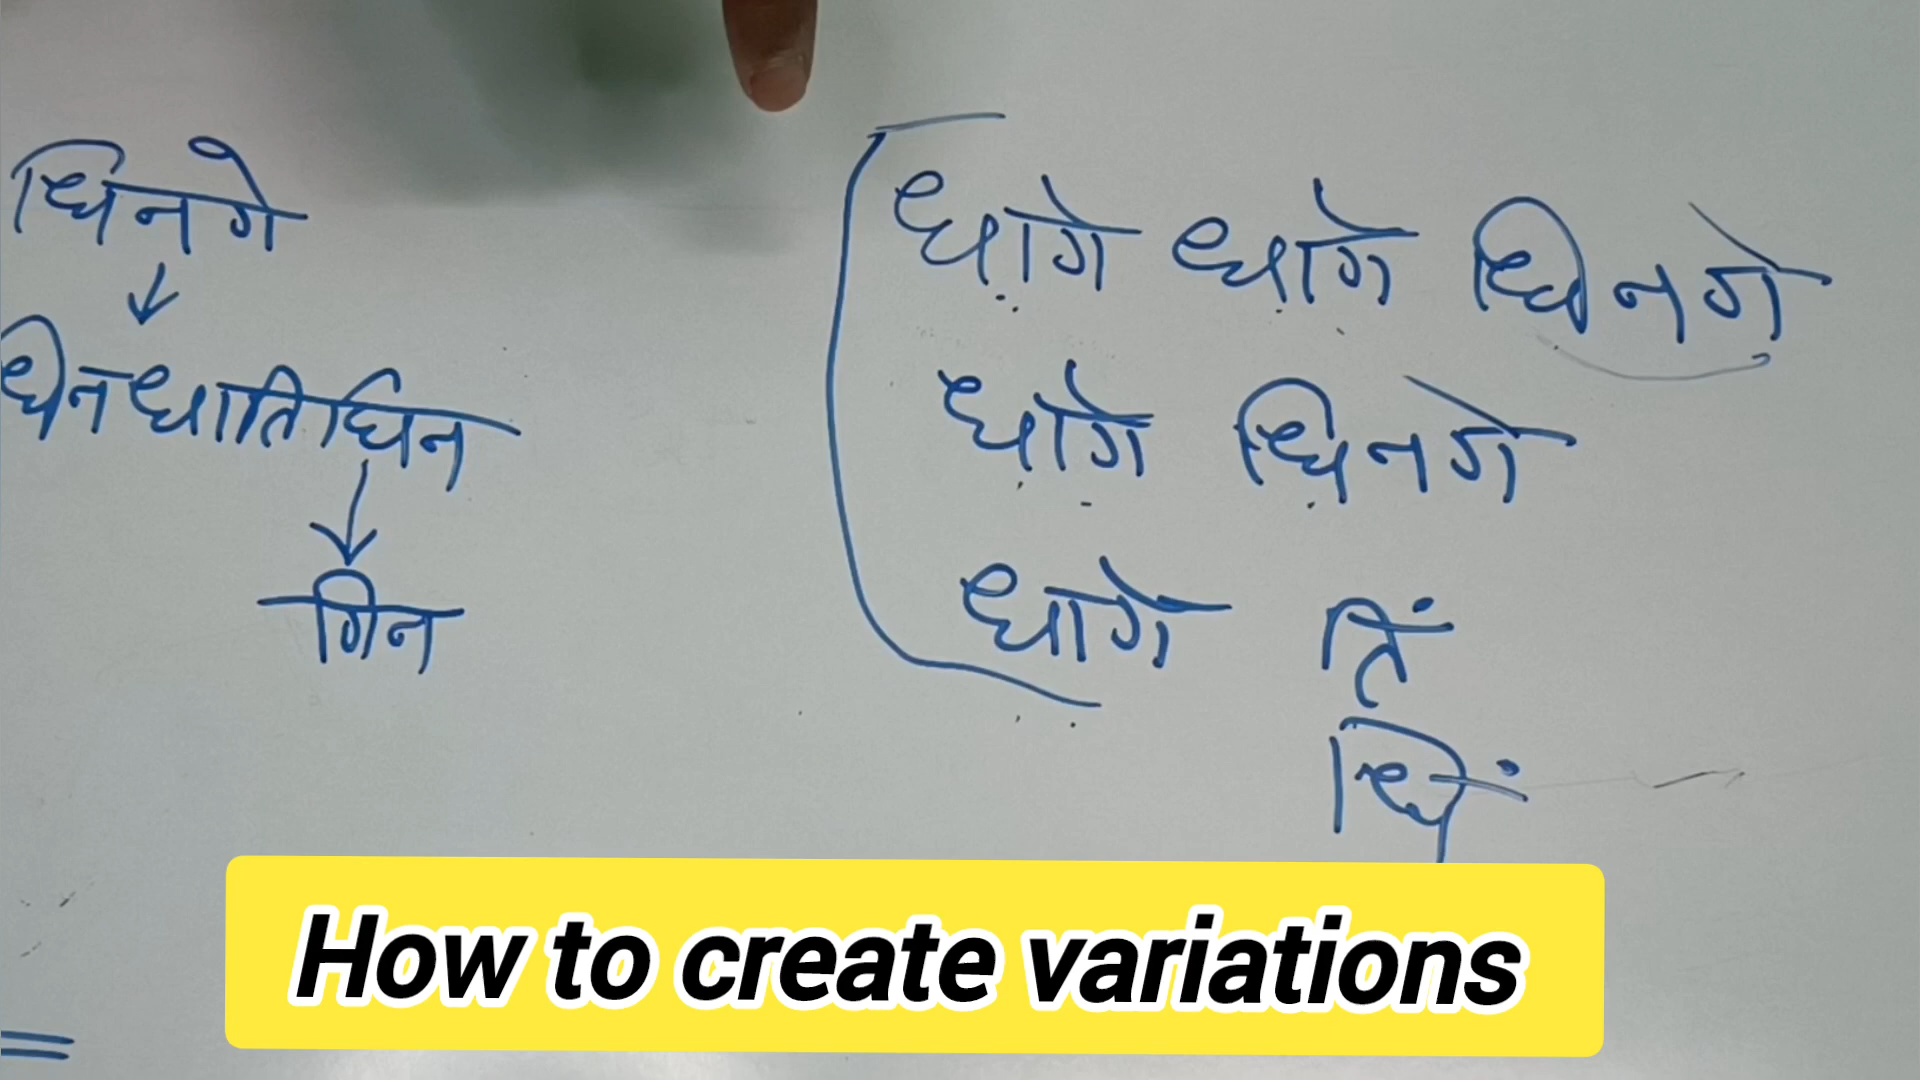 धिनगे
धिनधातिधिन
गिन
धागे धागे धिनगे
धागे धिनगे
धागे तिं
धिं
How to create variations